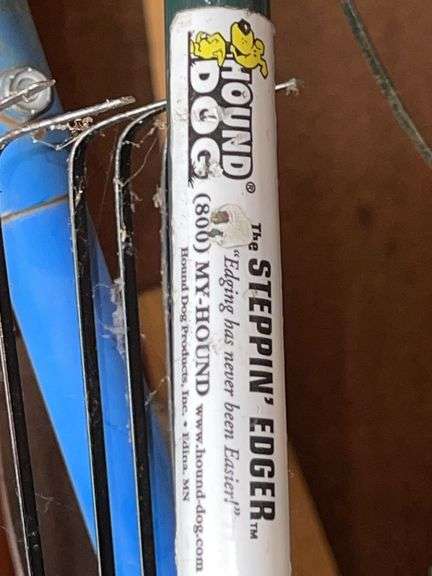 HOUND
DOG®
The STEPPIN' EDGER™
"Edging has never been Easier!"
(800) MY-HOUND www.hound-dog.com
Hound Dog Products, Inc. • Edina, MN